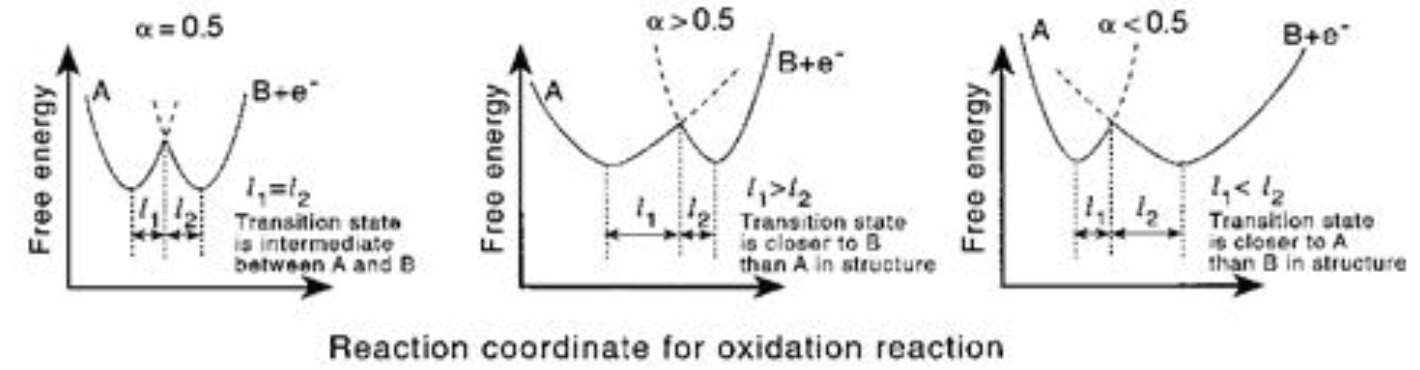 α = 0.5
A
B+e⁻
Free energy
l₁=l₂
l₁
l₂
Transition state
is intermediate
between A and B
α > 0.5
A
B+e⁻
Free energy
l₁>l₂
l₁
l₂
Transition state
is closer to B
than A in structure
α < 0.5
A
B+e⁻
Free energy
l₁< l₂
l₁
l₂
Transition state
is closer to A
than B in structure
Reaction coordinate for oxidation reaction